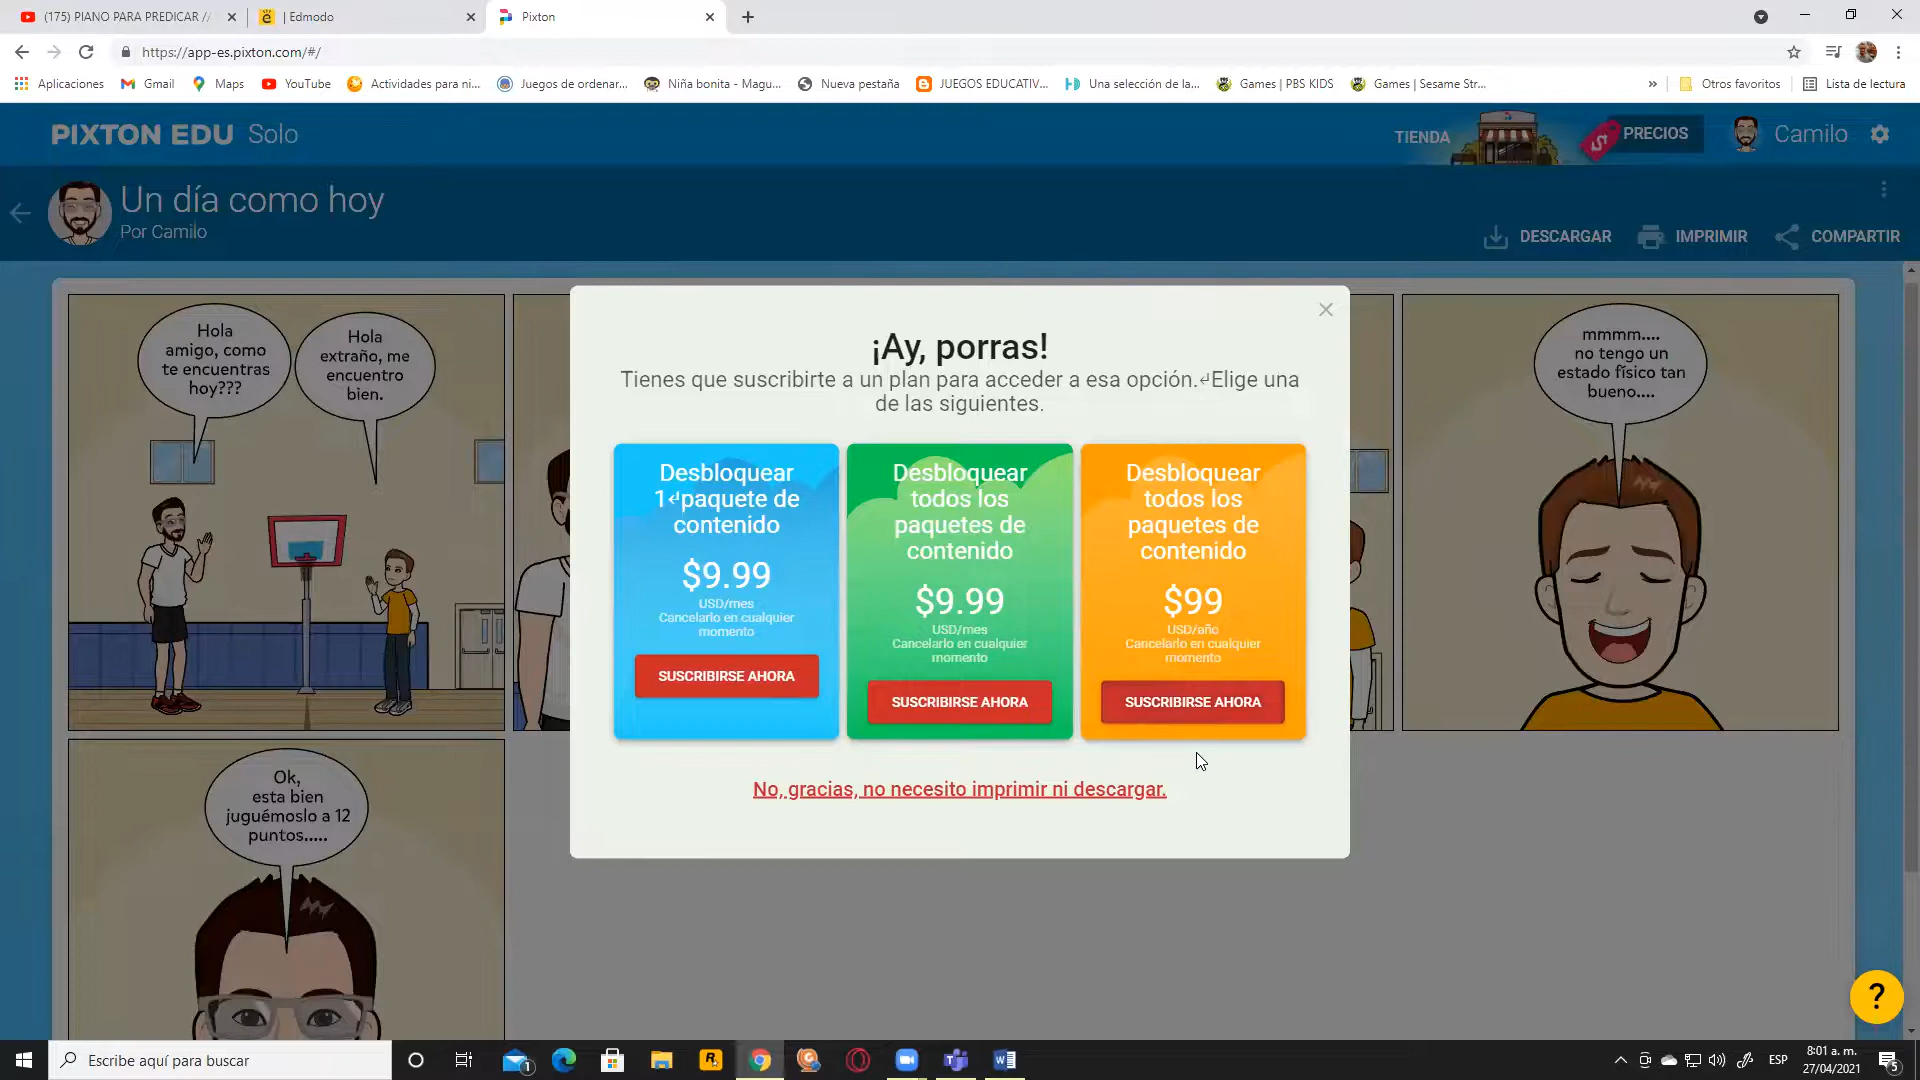 (175) PIANO PARA PREDICAR //
| Edmodo
Pixton
https://app-es.pixton.com/#/
Aplicaciones
Gmail
Maps
YouTube
Actividades para ni...
Juegos de ordenar...
Niña bonita - Magu...
Nueva pestaña
JUEGOS EDUCATIV...
Una selección de la...
Games | PBS KIDS
Games | Sesame Str...
»
Otros favoritos
Lista de lectura
PIXTON EDU Solo
TIENDA
PRECIOS
Camilo
Un día como hoy
Por Camilo
DESCARGAR
IMPRIMIR
COMPARTIR
Hola
amigo, como
te encuentras
hoy???
Hola
extraño, me
encuentro
bien.
mmmm....
no tengo un
estado físico tan
bueno....
Ok,
esta bien
juguémoslo a 12
puntos.....
¡Ay, porras!
Tienes que suscribirte a un plan para acceder a esa opción.↵Elige una
de las siguientes.
Desbloquear
1↵paquete de
contenido
$9.99
USD/mes
Cancelarlo en cualquier
momento
SUSCRIBIRSE AHORA
Desbloquear
todos los
paquetes de
contenido
$9.99
USD/mes
Cancelarlo en cualquier
momento
SUSCRIBIRSE AHORA
Desbloquear
todos los
paquetes de
contenido
$99
USD/año
Cancelarlo en cualquier
momento
SUSCRIBIRSE AHORA
No, gracias, no necesito imprimir ni descargar.
?
Escribe aquí para buscar
1
ESP
8:01 a. m.
27/04/2021
5